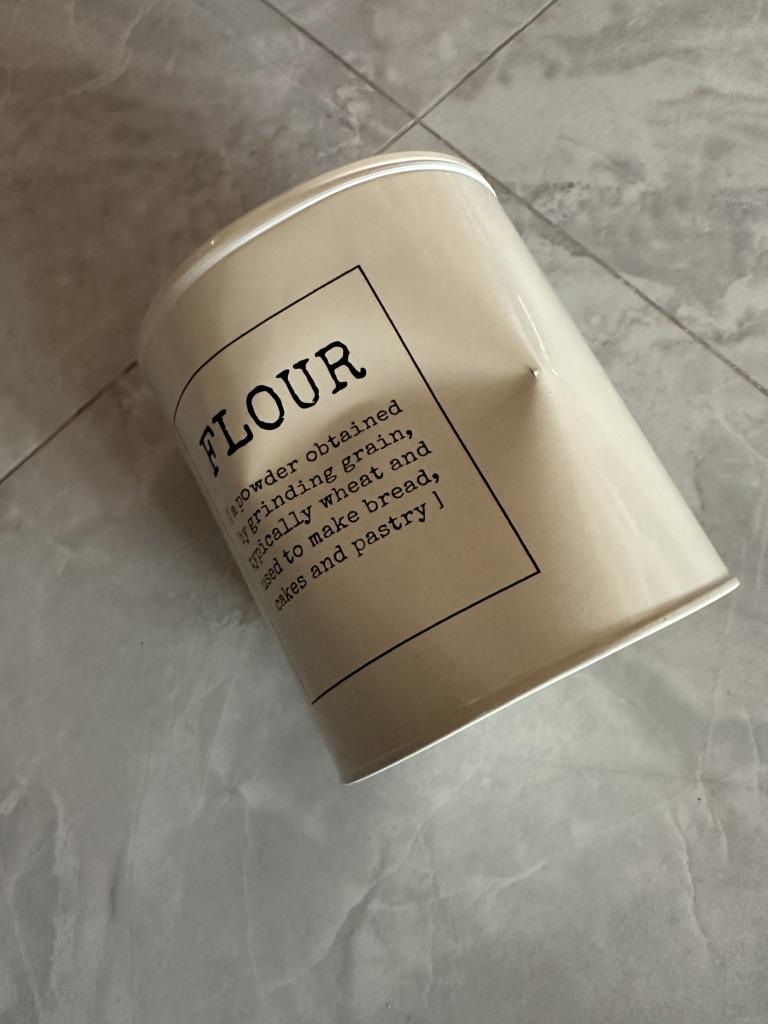 FLOUR
[ a powder obtained
by grinding grain,
typically wheat and
used to make bread,
cakes and pastry ]